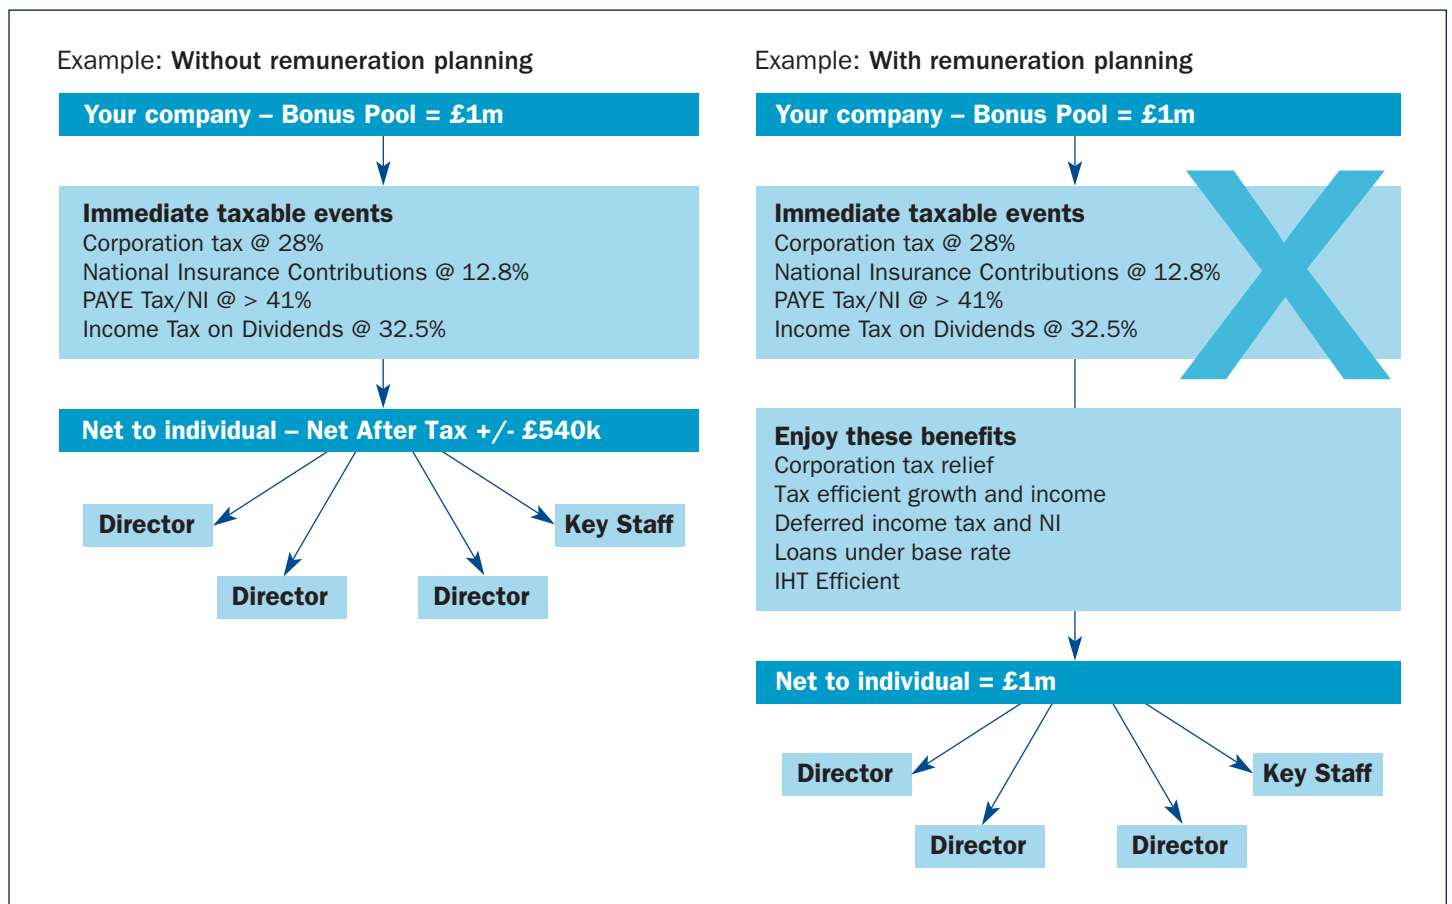 Example: Without remuneration planning
Your company – Bonus Pool = £1m
Immediate taxable events
Corporation tax @ 28%
National Insurance Contributions @ 12.8%
PAYE Tax/NI @ > 41%
Income Tax on Dividends @ 32.5%
Net to individual – Net After Tax +/- £540k
Director
Key Staff
Director
Director
Example: With remuneration planning
Your company – Bonus Pool = £1m
Immediate taxable events
Corporation tax @ 28%
National Insurance Contributions @ 12.8%
PAYE Tax/NI @ > 41%
Income Tax on Dividends @ 32.5%
X
Enjoy these benefits
Corporation tax relief
Tax efficient growth and income
Deferred income tax and NI
Loans under base rate
IHT Efficient
Net to individual = £1m
Director
Key Staff
Director
Director